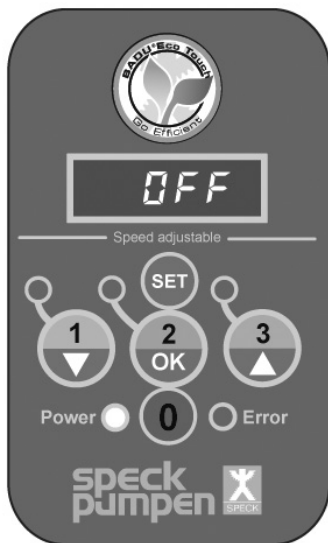 BADU®Eco Touch
Go Efficient
OFF
Speed adjustable
SET
1 2 3
OK
Power 0 Error
speck
pumpen
SPECK